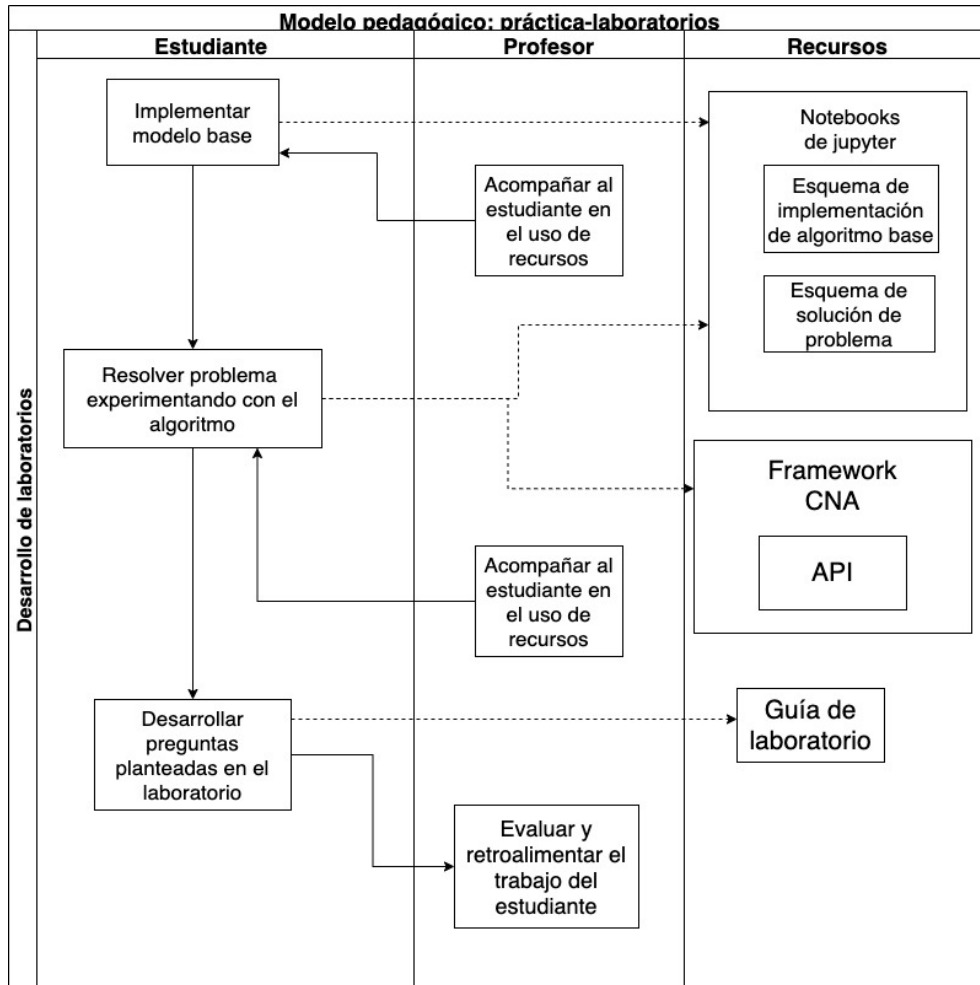 Modelo pedagógico: práctica-laboratorios
Estudiante
Profesor
Recursos
Desarrollo de laboratorios
Implementar
modelo base
Notebooks
de jupyter
Acompañar al
estudiante en
el uso de
recursos
Esquema de
implementación
de algoritmo base
Esquema de
solución de
problema
Resolver problema
experimentando con el
algoritmo
Framework
CNA
API
Acompañar al
estudiante en
el uso de
recursos
Desarrollar
preguntas
planteadas en el
laboratorio
Guía de
laboratorio
Evaluar y
retroalimentar el
trabajo del
estudiante